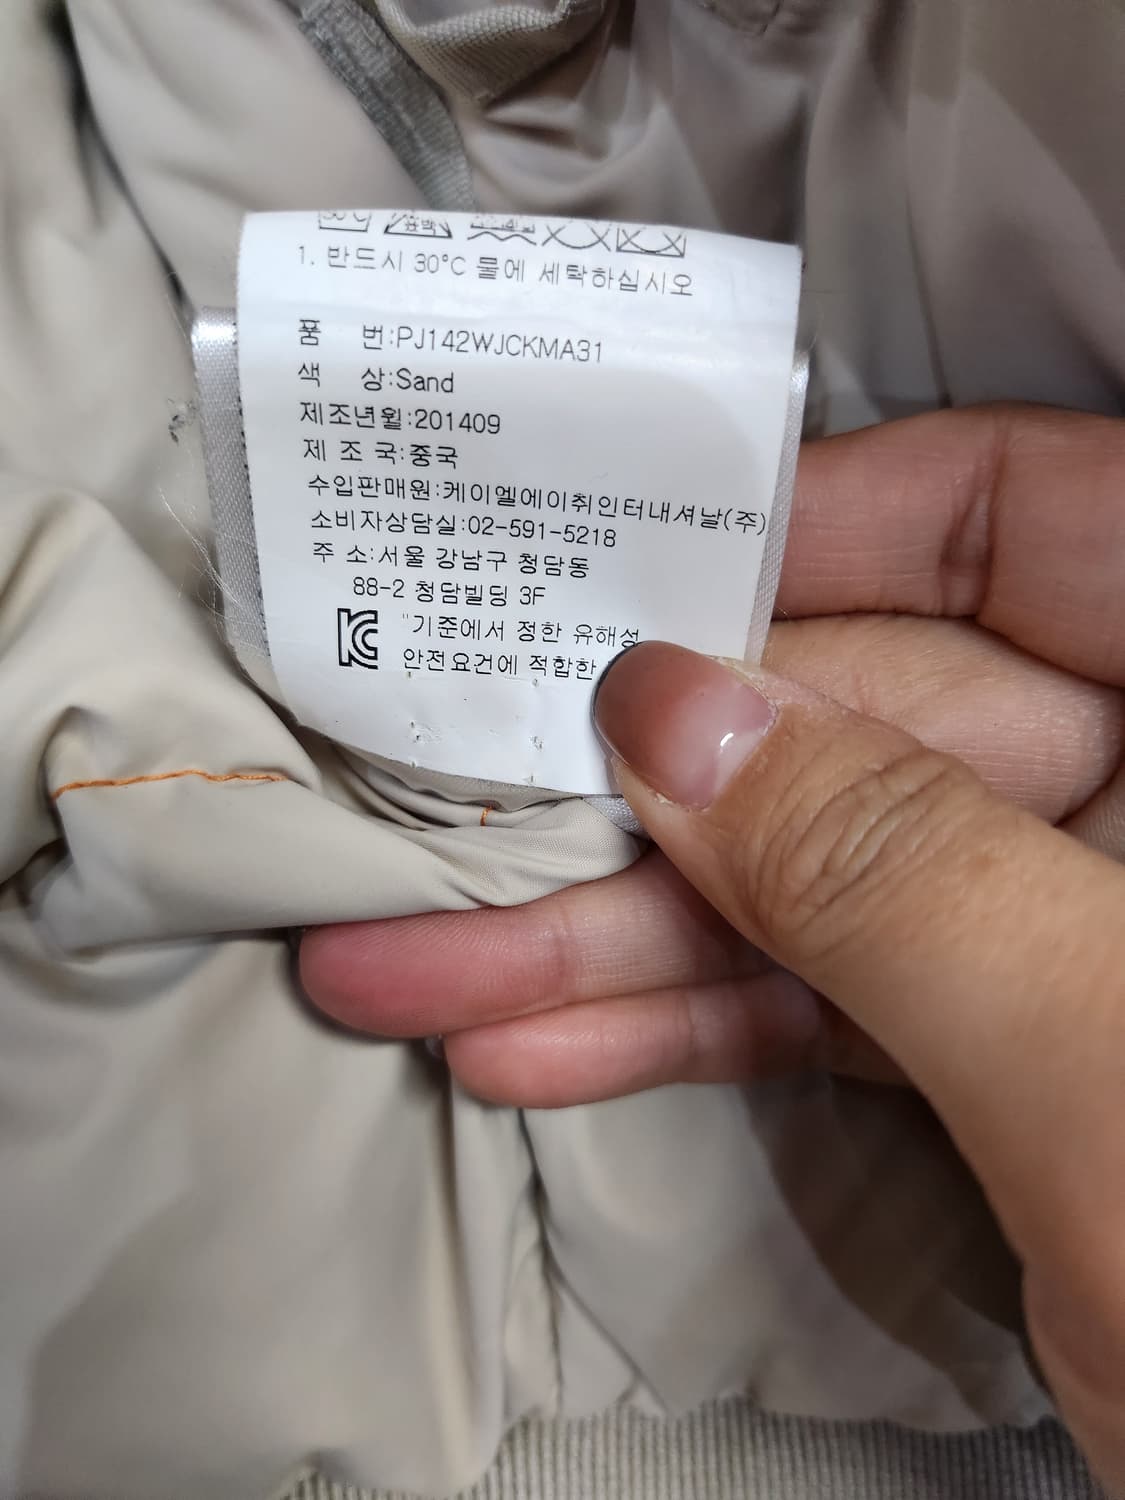 표백
1. 반드시 30°C 물에 세탁하십시오
품 번:PJ142WJCKMA31
색 상:Sand
제조년월:201409
제 조 국:중국
수입판매원:케이엘에이취인터내셔날(주)
소비자상담실:02-591-5218
주 소:서울 강남구 청담동
88-2 청담빌딩 3F
"기준에서 정한 유해성
안전요건에 적합한